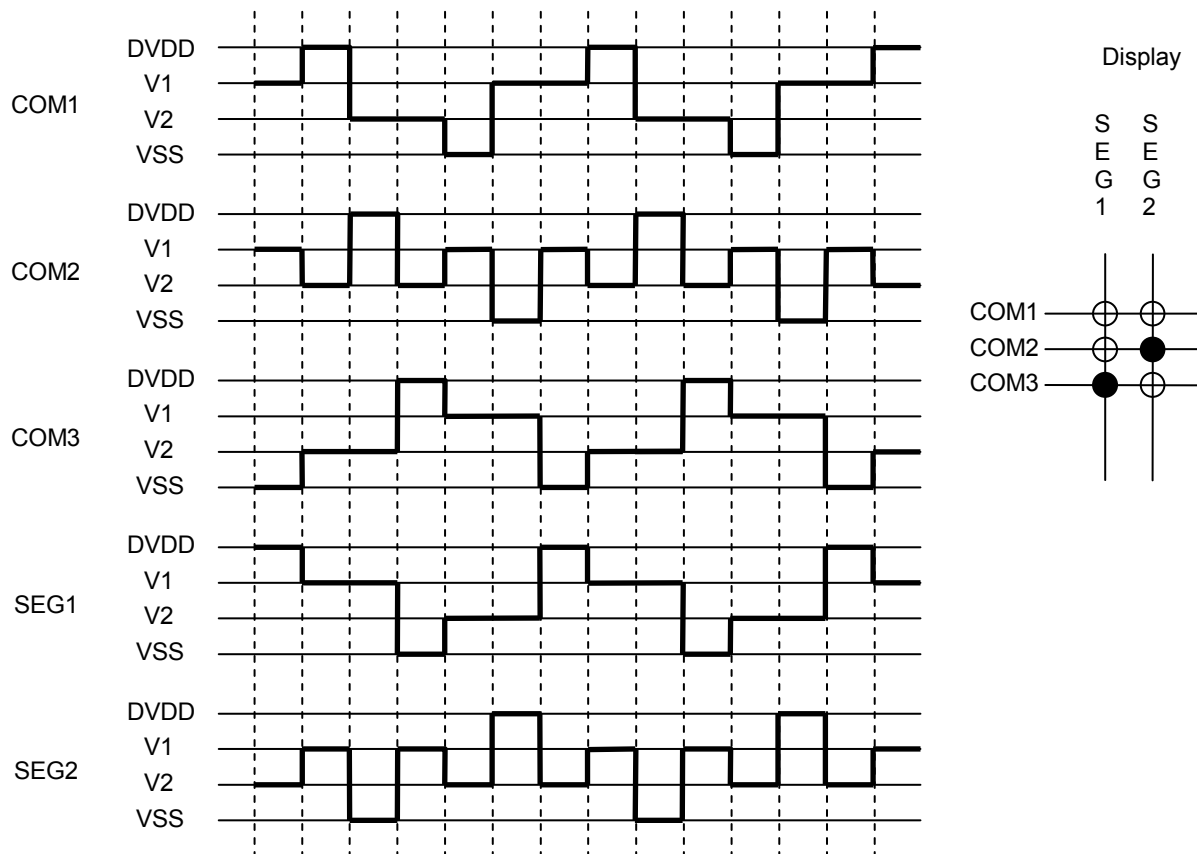 DVDD
V1
COM1
V2
VSS
DVDD
V1
COM2
V2
VSS
DVDD
V1
COM3
V2
VSS
DVDD
V1
SEG1
V2
VSS
DVDD
V1
SEG2
V2
VSS
Display
S S
E E
G G
1 2
COM1
COM2
COM3